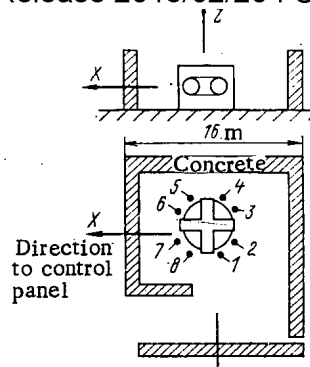 Z
X
16 m
Concrete
5
4
6
3
X
7
2
8
1
Direction
to control
panel